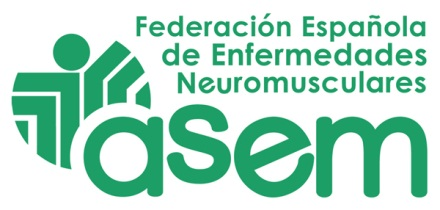 Federación Española
de Enfermedades
Neuromusculares
asem